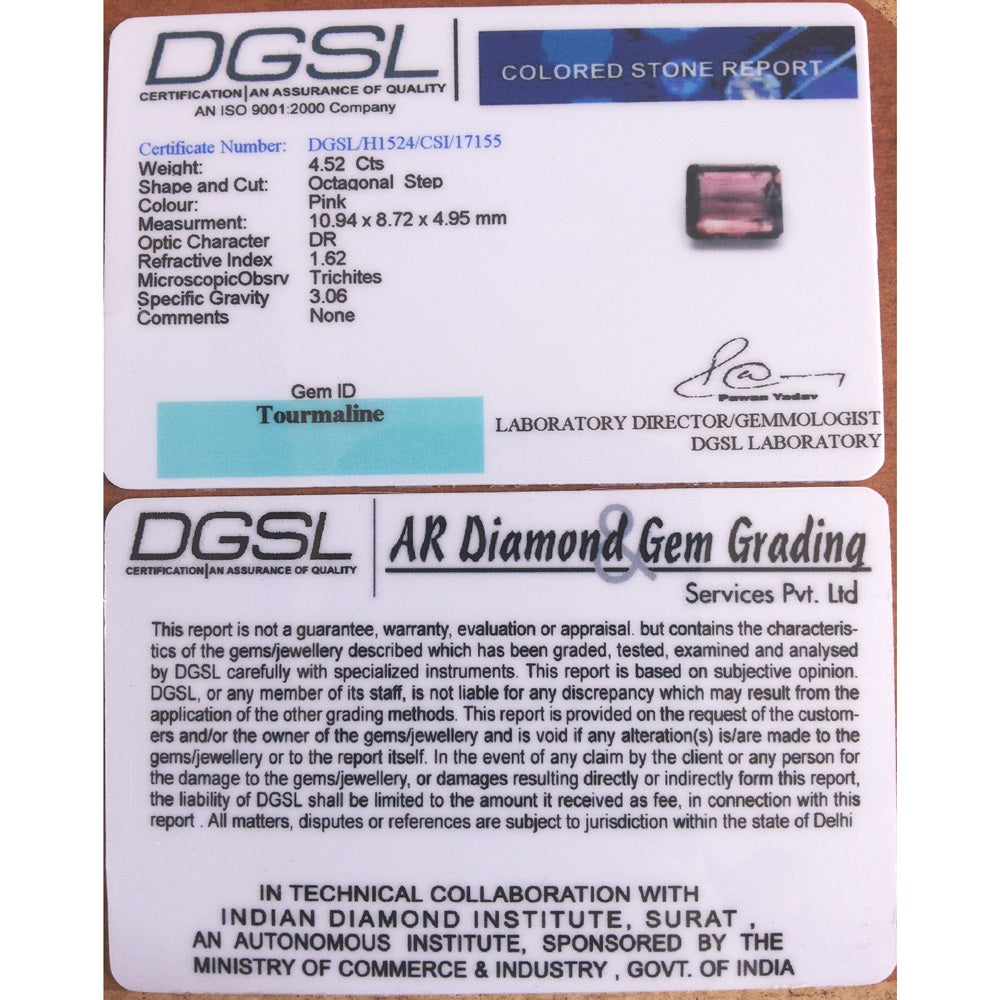 DGSL
CERTIFICATION|AN ASSURANCE OF QUALITY
AN ISO 9001:2000 Company
COLORED STONE REPORT
Certificate Number: DGSL/H1524/CSI/17155
Weight: 4.52 Cts
Shape and Cut: Octagonal Step
Colour: Pink
Measurment: 10.94 x 8.72 x 4.95 mm
Optic Character DR
Refractive Index 1.62
MicroscopicObsrv Trichites
Specific Gravity 3.06
Comments None
Gem ID
Tourmaline
Pawan Yadav
LABORATORY DIRECTOR/GEMMOLOGIST
DGSL LABORATORY
DGSL
CERTIFICATION|AN ASSURANCE OF QUALITY
AR Diamond & Gem Grading
Services Pvt. Ltd
This report is not a guarantee, warranty, evaluation or appraisal. but contains the characteris-
tics of the gems/jewellery described which has been graded, tested, examined and analysed
by DGSL carefully with specialized instruments. This report is based on subjective opinion.
DGSL, or any member of its staff, is not liable for any discrepancy which may result from the
application of the other grading methods. This report is provided on the request of the custom-
ers and/or the owner of the gems/jewellery and is void if any alteration(s) is/are made to the
gems/jewellery or to the report itself. In the event of any claim by the client or any person for
the damage to the gems/jewellery, or damages resulting directly or indirectly form this report,
the liability of DGSL shall be limited to the amount it received as fee, in connection with this
report . All matters, disputes or references are subject to jurisdiction within the state of Delhi
IN TECHNICAL COLLABORATION WITH
INDIAN DIAMOND INSTITUTE, SURAT ,
AN AUTONOMOUS INSTITUTE, SPONSORED BY THE
MINISTRY OF COMMERCE & INDUSTRY , GOVT. OF INDIA